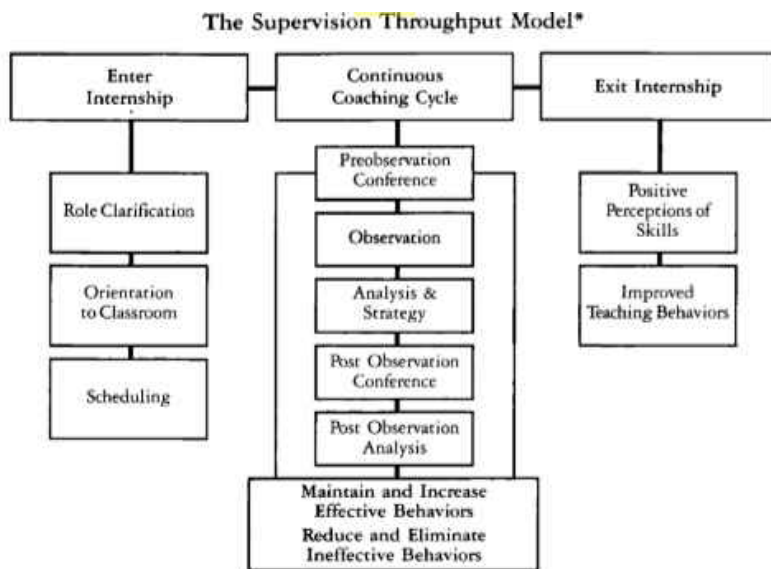 The Supervision Throughput Model*
Enter
Internship
Continuous
Coaching Cycle
Exit Internship
Role Clarification
Orientation
to Classroom
Scheduling
Preobservation
Conference
Observation
Analysis &
Strategy
Post Observation
Conference
Post Observation
Analysis
Maintain and Increase
Effective Behaviors
Reduce and Eliminate
Ineffective Behaviors
Positive
Perceptions of
Skills
Improved
Teaching Behaviors